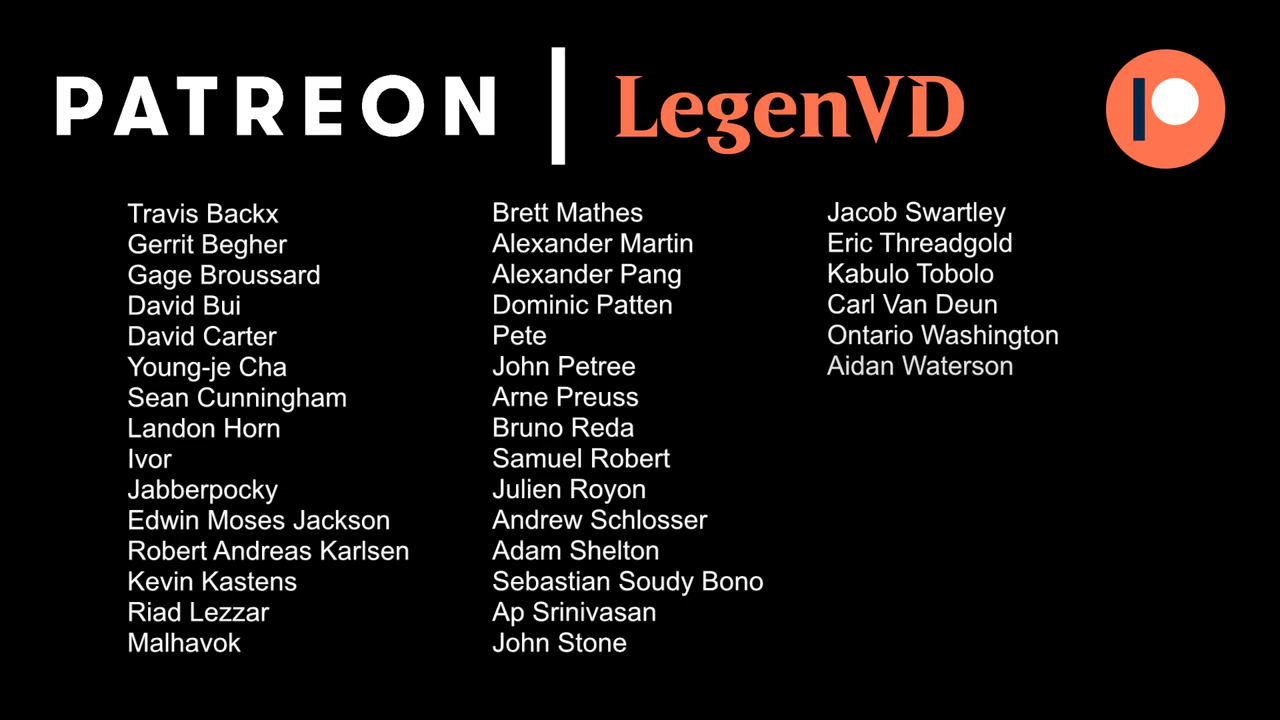 PATREON | LegenVD
Travis Backx
Gerrit Begher
Gage Broussard
David Bui
David Carter
Young-je Cha
Sean Cunningham
Landon Horn
Ivor
Jabberpocky
Edwin Moses Jackson
Robert Andreas Karlsen
Kevin Kastens
Riad Lezzar
Malhavok
Brett Mathes
Alexander Martin
Alexander Pang
Dominic Patten
Pete
John Petree
Arne Preuss
Bruno Reda
Samuel Robert
Julien Royon
Andrew Schlosser
Adam Shelton
Sebastian Soudy Bono
Ap Srinivasan
John Stone
Jacob Swartley
Eric Threadgold
Kabulo Tobolo
Carl Van Deun
Ontario Washington
Aidan Waterson